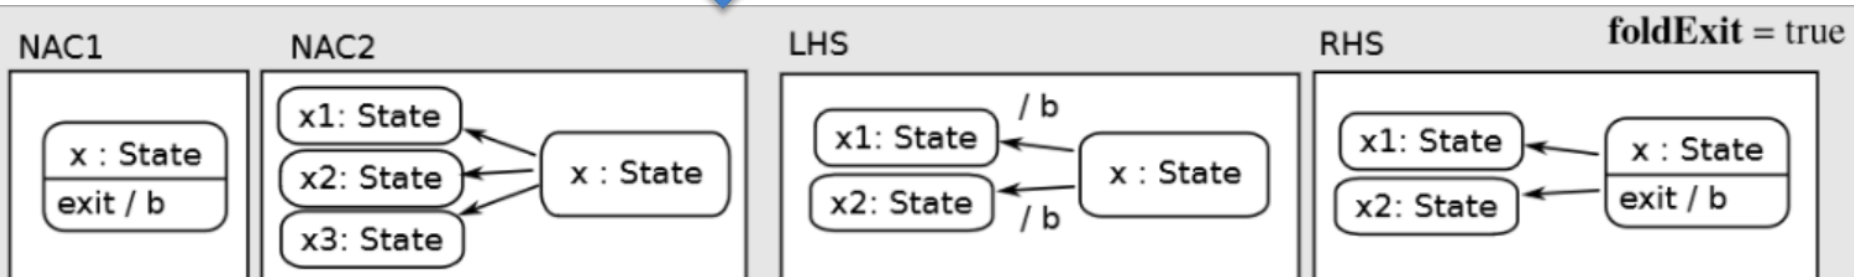 NAC1
NAC2
LHS
RHS
foldExit = true
x : State
exit / b
x1: State
x2: State
x3: State
x : State
/ b
x1: State
x2: State
/ b
x : State
x1: State
x2: State
x : State
exit / b